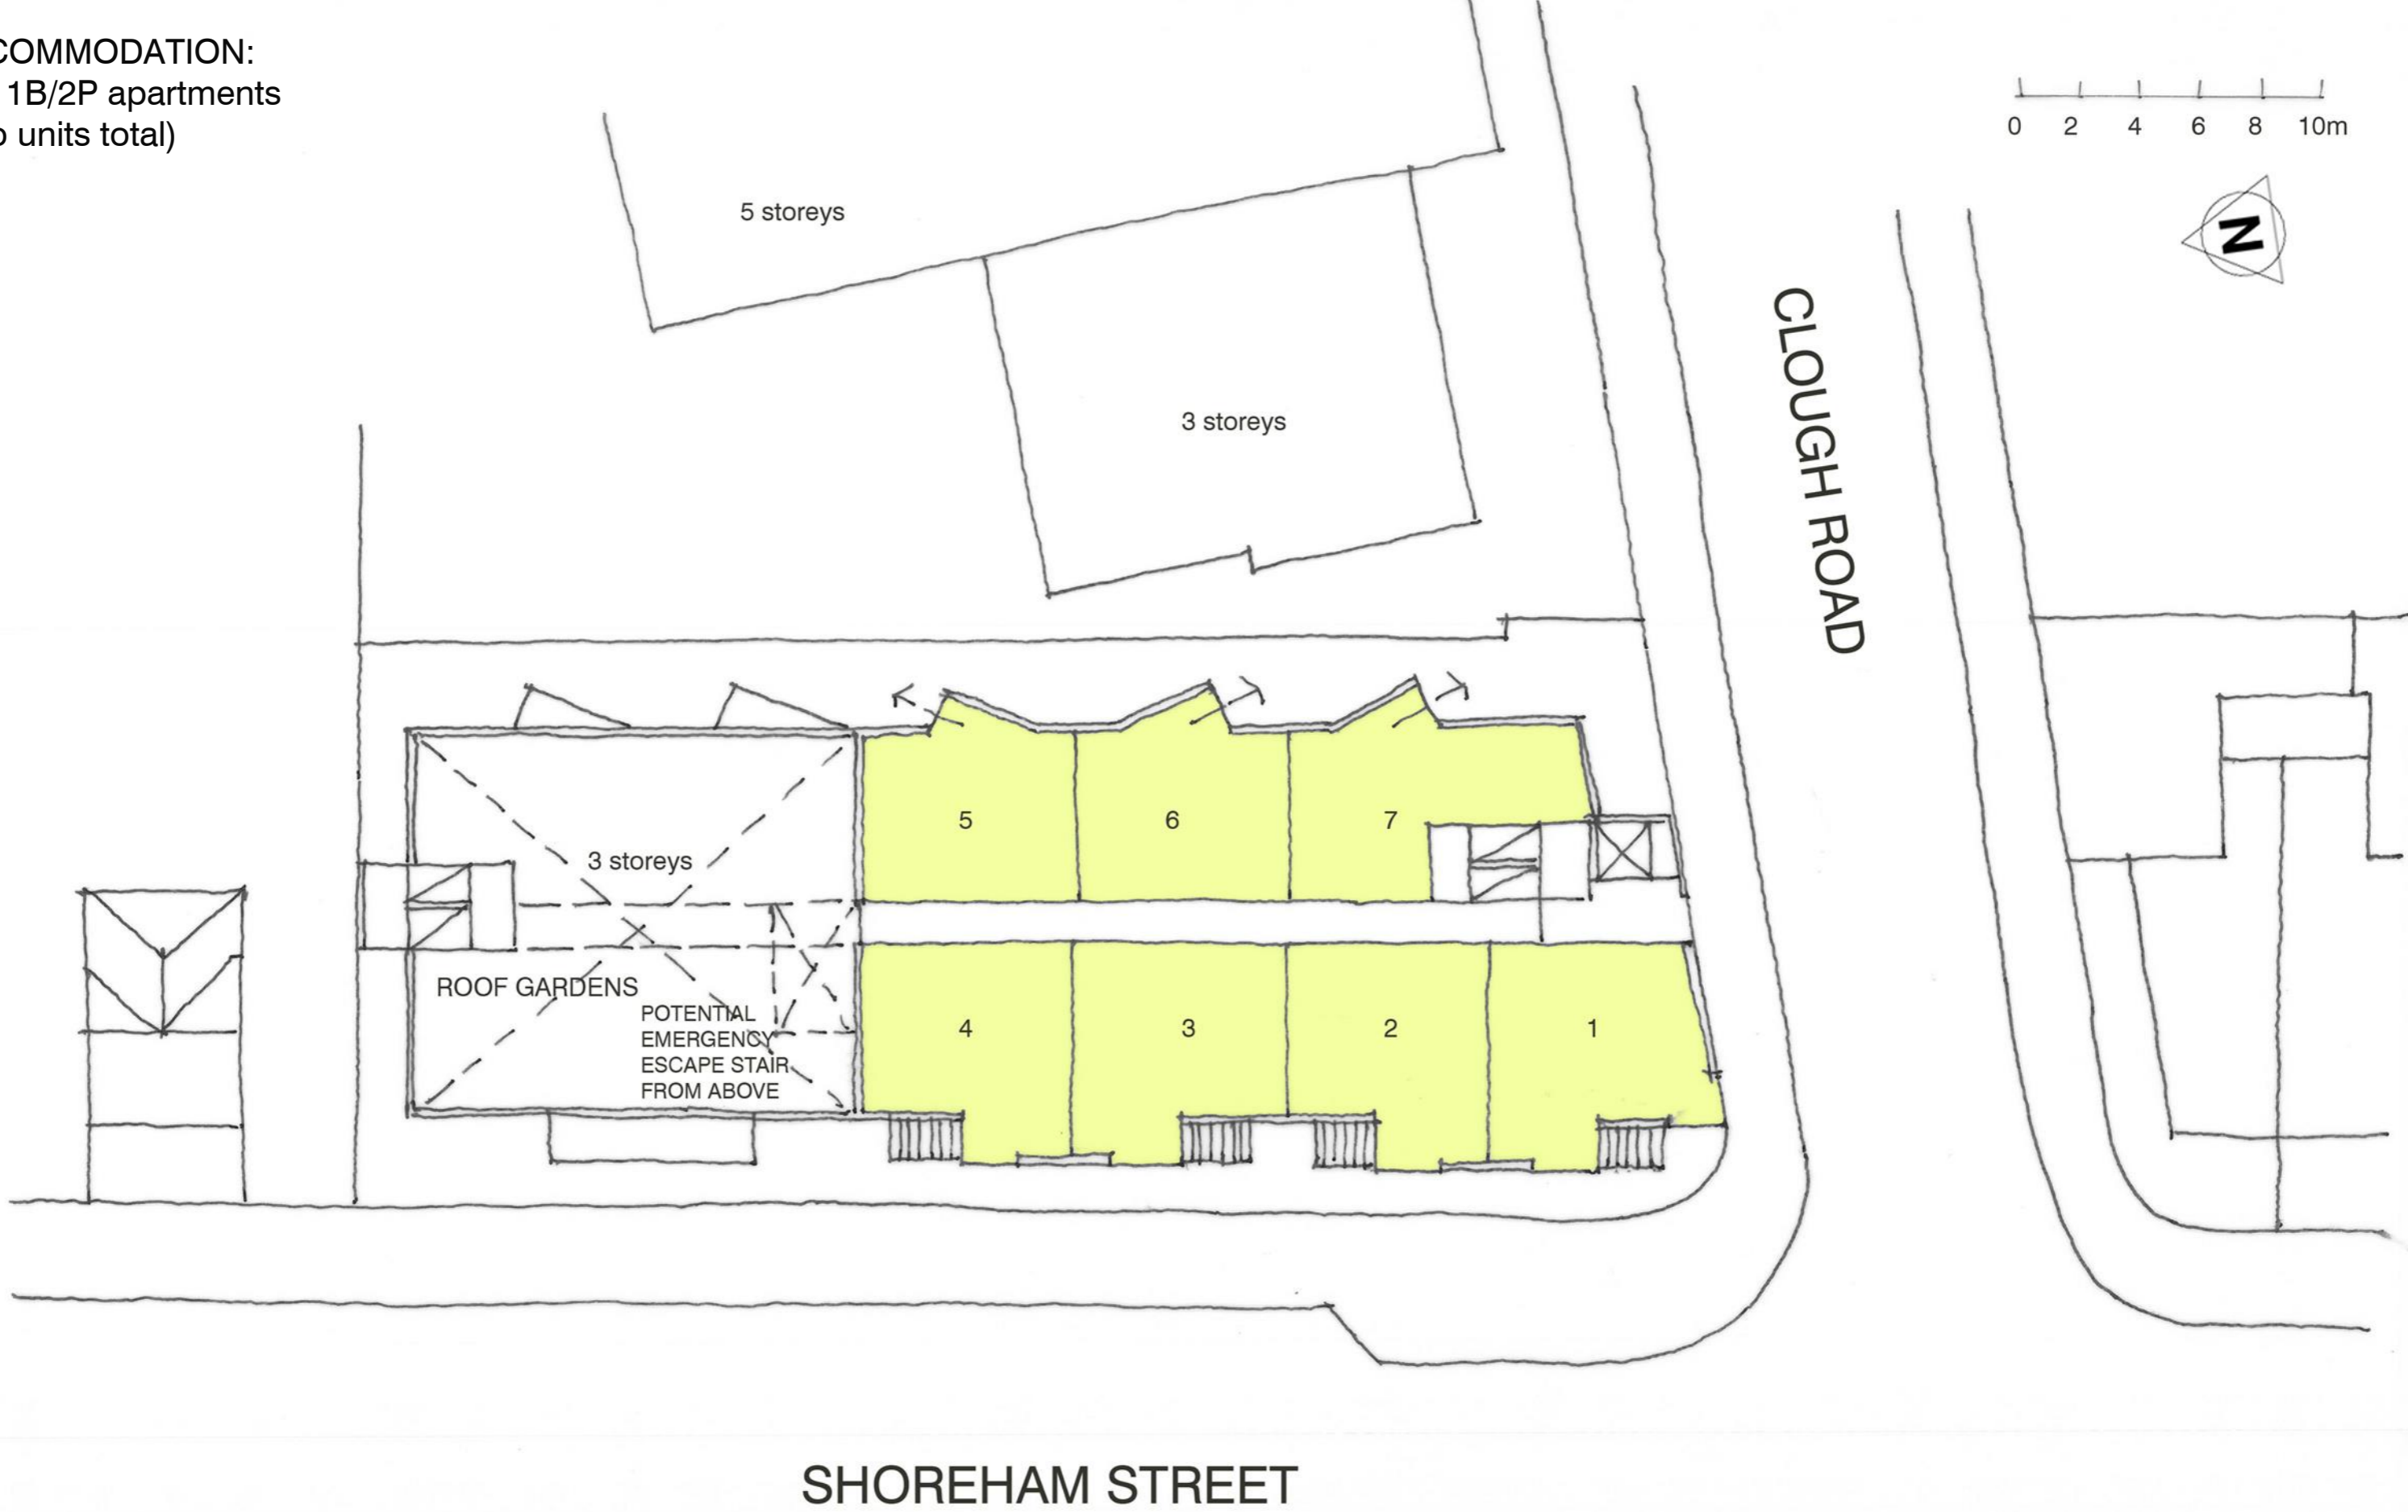 COMMODATION:
1B/2P apartments
units total)
0 2 4 6 8 10m
N
5 storeys
3 storeys
CLOUGH ROAD
5 6 7
3 storeys
ROOF GARDENS
POTENTIAL
EMERGENCY
ESCAPE STAIR
FROM ABOVE
4 3 2 1
SHOREHAM STREET